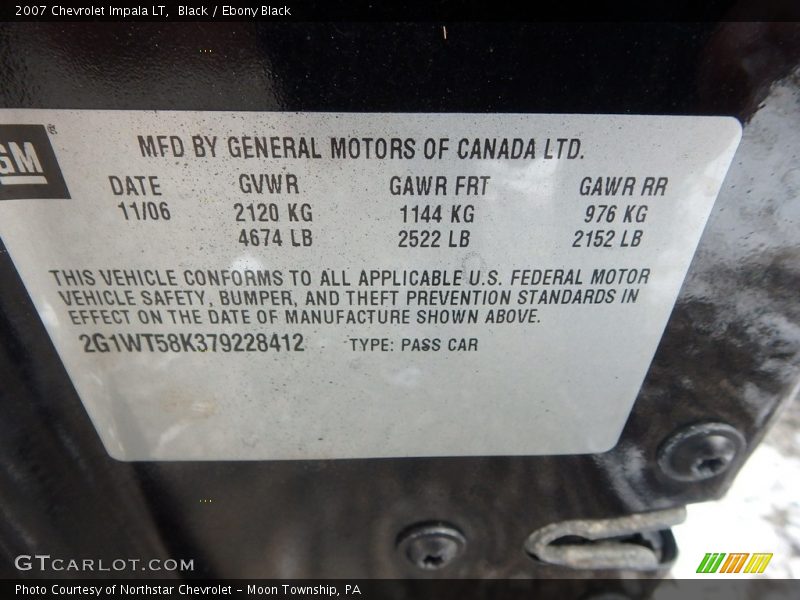 2007 Chevrolet Impala LT,  Black / Ebony Black
GM®
MFD BY GENERAL MOTORS OF CANADA LTD.
DATE GVWR GAWR FRT GAWR RR
11/06 2120 KG 1144 KG 976 KG
4674 LB 2522 LB 2152 LB
THIS VEHICLE CONFORMS TO ALL APPLICABLE U.S. FEDERAL MOTOR
VEHICLE SAFETY, BUMPER, AND THEFT PREVENTION STANDARDS IN
EFFECT ON THE DATE OF MANUFACTURE SHOWN ABOVE.
2G1WT58K379228412 TYPE: PASS CAR
GTCARLOT.COM
Photo Courtesy of Northstar Chevrolet - Moon Township, PA